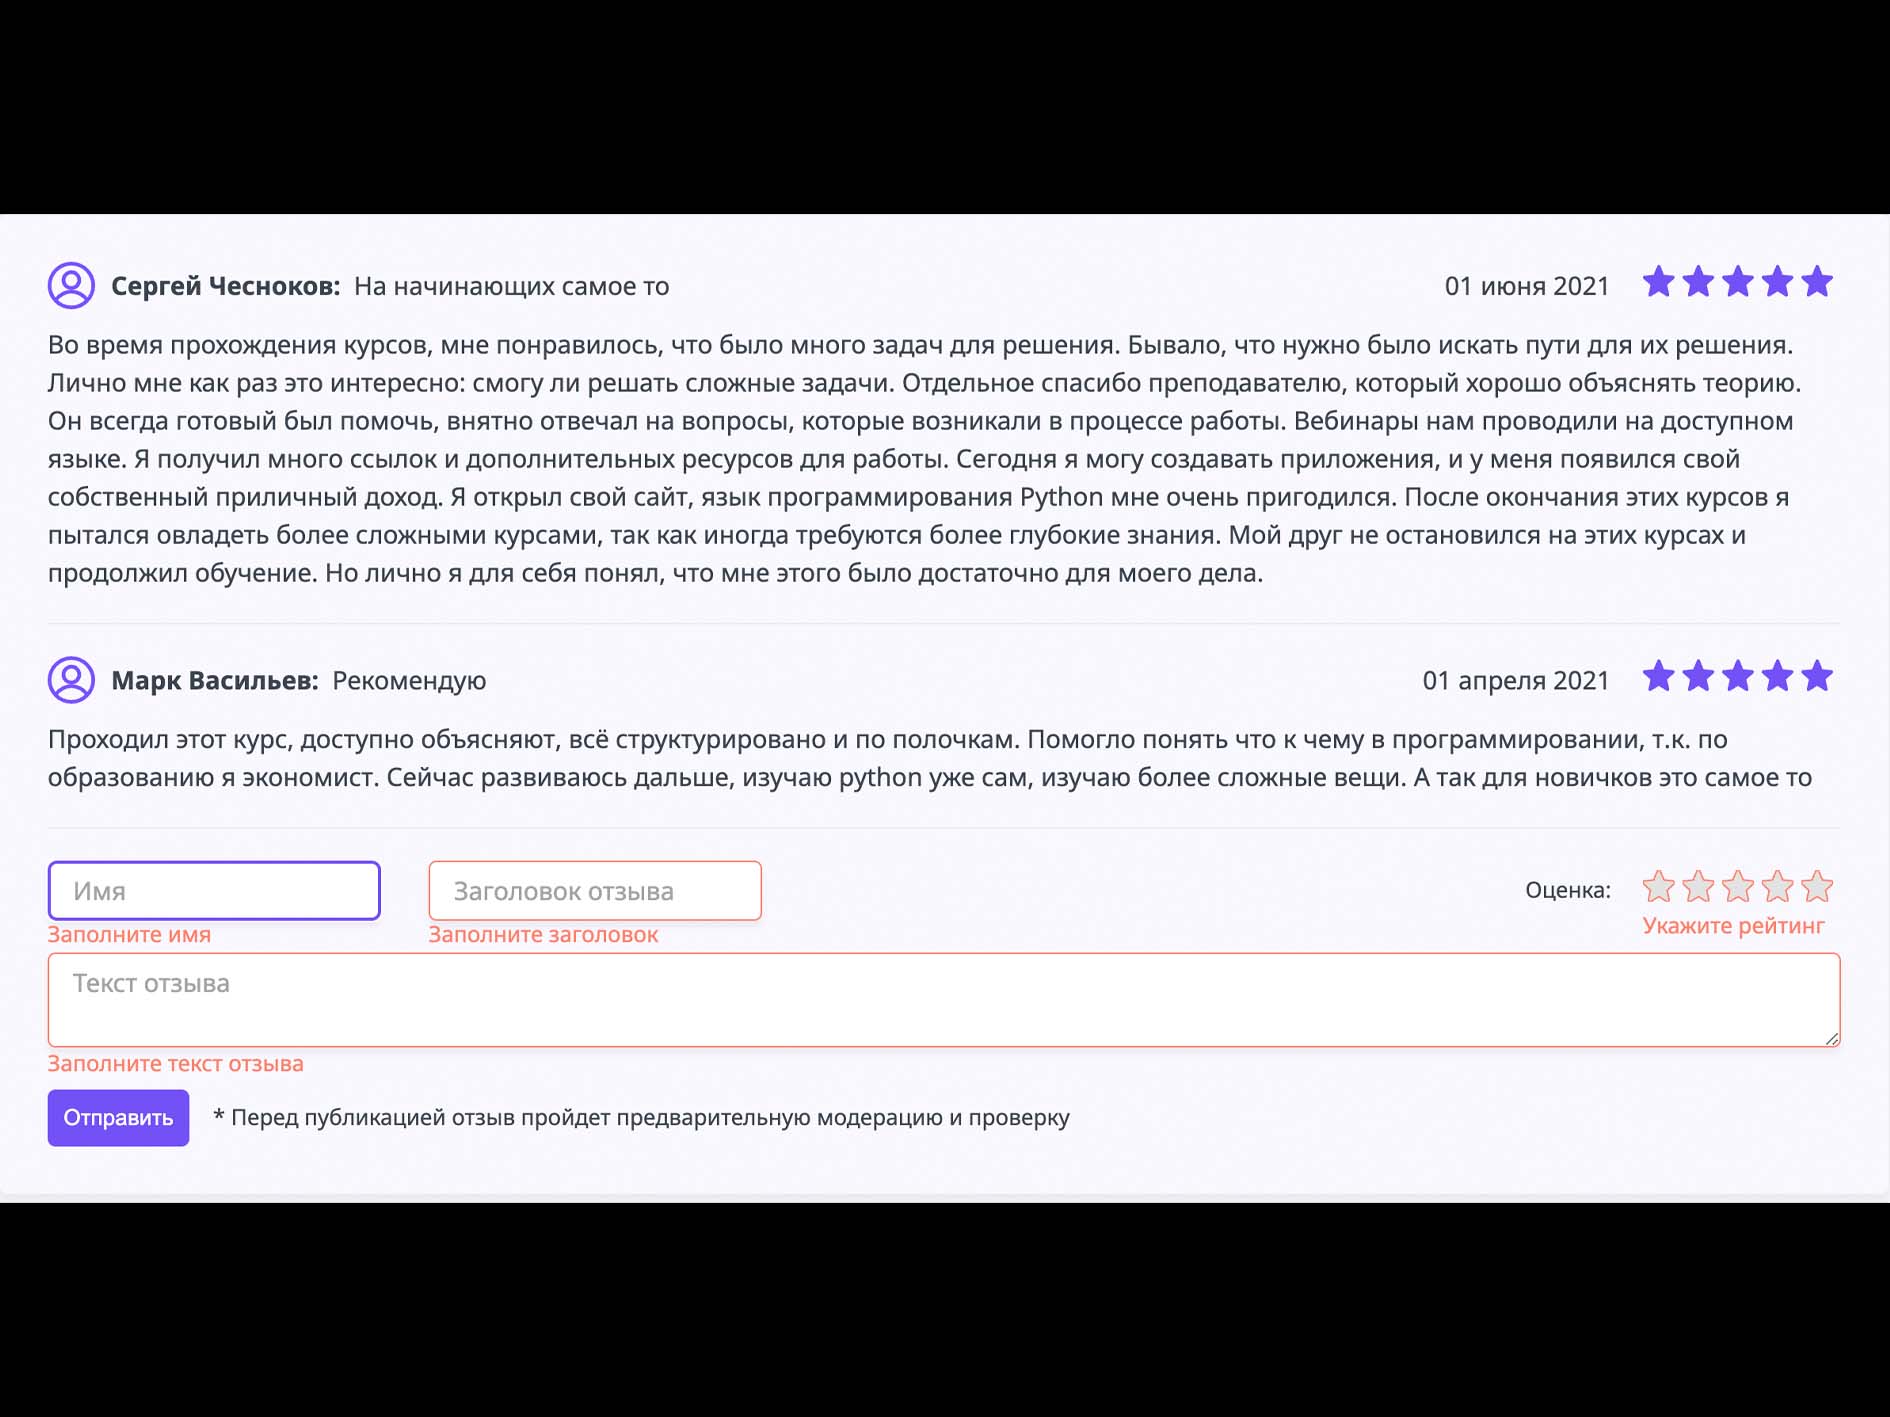 Сергей Чесноков: На начинающих самое то
01 июня 2021
Во время прохождения курсов, мне понравилось, что было много задач для решения. Бывало, что нужно было искать пути для их решения.
Лично мне как раз это интересно: смогу ли решать сложные задачи. Отдельное спасибо преподавателю, который хорошо объяснять теорию.
Он всегда готовый был помочь, внятно отвечал на вопросы, которые возникали в процессе работы. Вебинары нам проводили на доступном
языке. Я получил много ссылок и дополнительных ресурсов для работы. Сегодня я могу создавать приложения, и у меня появился свой
собственный приличный доход. Я открыл свой сайт, язык программирования Python мне очень пригодился. После окончания этих курсов я
пытался овладеть более сложными курсами, так как иногда требуются более глубокие знания. Мой друг не остановился на этих курсах и
продолжил обучение. Но лично я для себя понял, что мне этого было достаточно для моего дела.
Марк Васильев: Рекомендую
01 апреля 2021
Проходил этот курс, доступно объясняют, всё структурировано и по полочкам. Помогло понять что к чему в программировании, т.к. по
образованию я экономист. Сейчас развиваюсь дальше, изучаю python уже сам, изучаю более сложные вещи. А так для новичков это самое то
Имя
Заголовок отзыва
Оценка:
Заполните имя
Заполните заголовок
Укажите рейтинг
Текст отзыва
Заполните текст отзыва
Отправить
* Перед публикацией отзыв пройдет предварительную модерацию и проверку